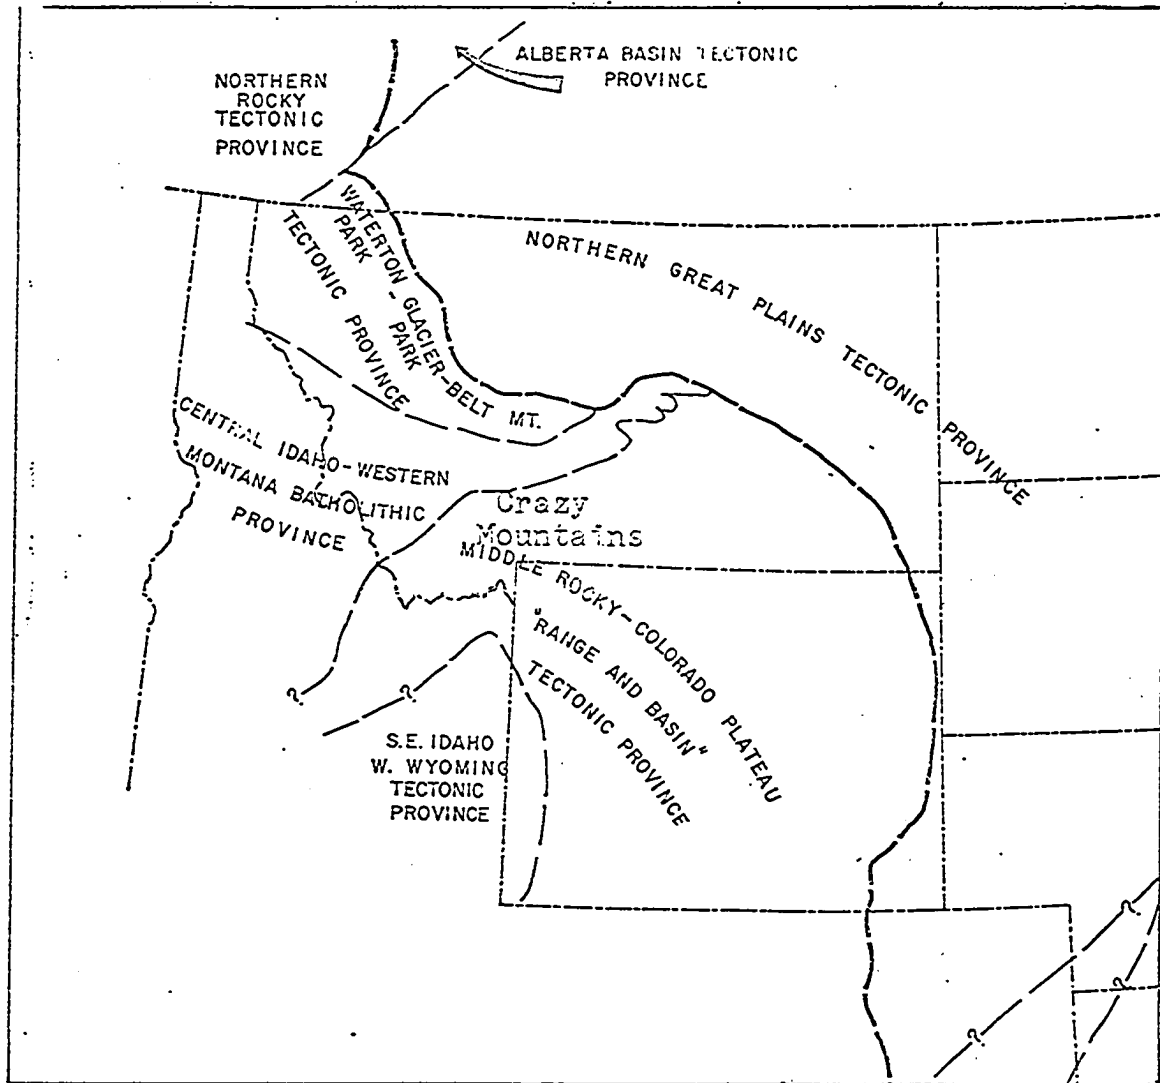 ALBERTA BASIN TECTONIC
PROVINCE
NORTHERN
ROCKY
TECTONIC
PROVINCE
WATERTON_GLACIER-BELT MT.
PARK - PARK
TECTONIC PROVINCE
NORTHERN GREAT PLAINS TECTONIC PROVINCE
CENTRAL IDAHO-WESTERN
MONTANA BATHOLITHIC
PROVINCE
Crazy
Mountains
MIDDLE ROCKY-COLORADO PLATEAU
"RANGE AND BASIN"
TECTONIC PROVINCE
?
?
S.E. IDAHO
W. WYOMING
TECTONIC
PROVINCE
?
?
?